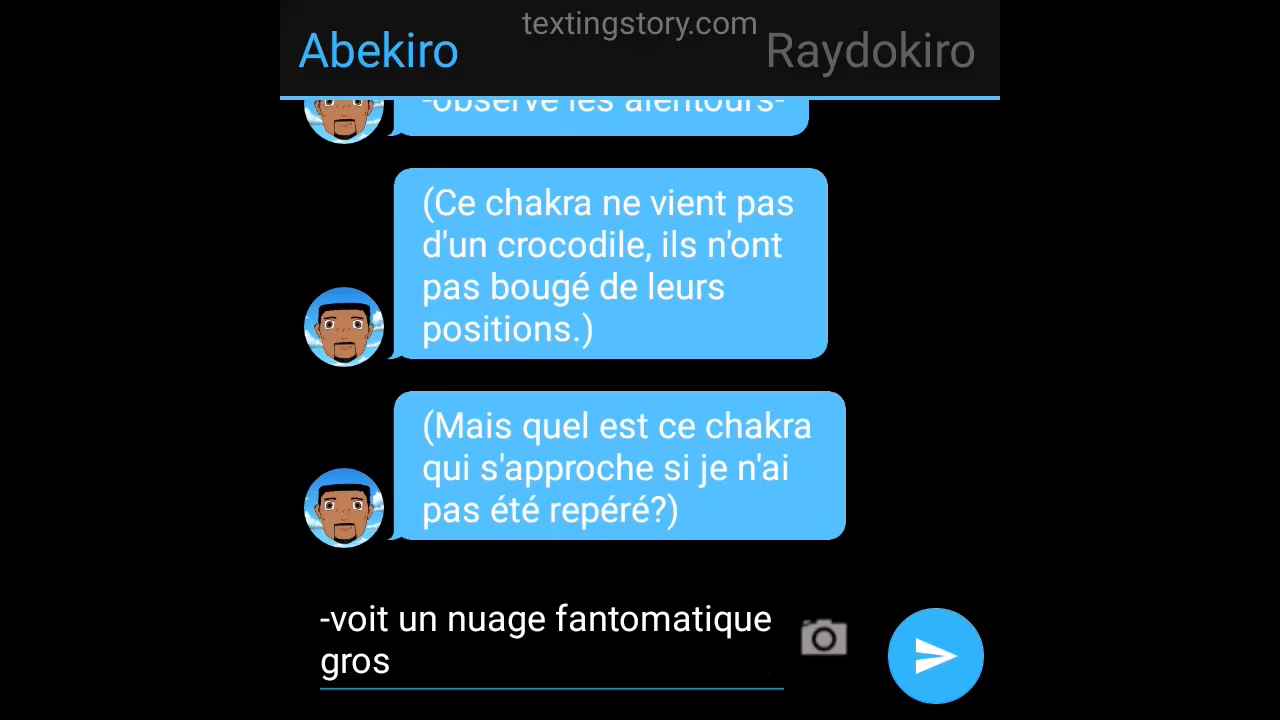 textingstory.com
Abekiro
Raydokiro
-observe les alentours-
(Ce chakra ne vient pas
d'un crocodile, ils n'ont
pas bougé de leurs
positions.)
(Mais quel est ce chakra
qui s'approche si je n'ai
pas été repéré?)
-voit un nuage fantomatique
gros